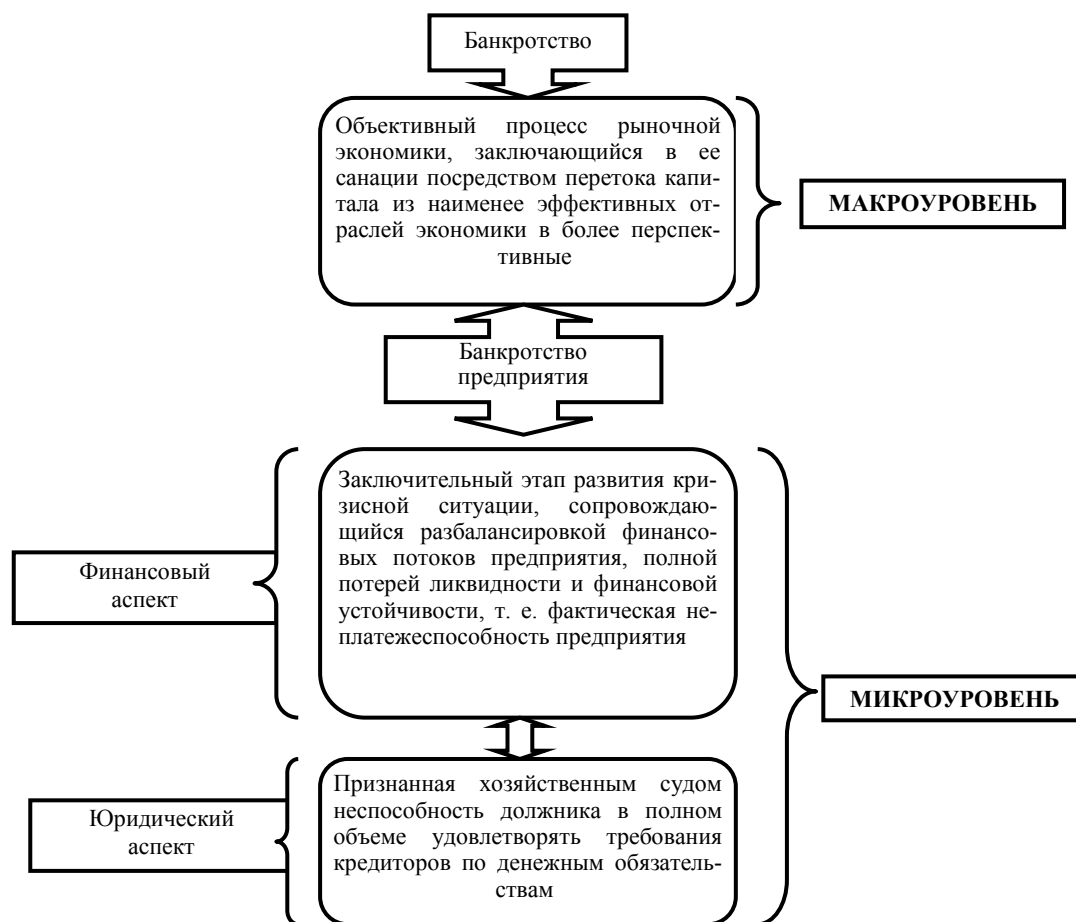 Банкротство
Объективный процесс рыночной
экономики, заключающийся в ее
санации посредством перетока капи-
тала из наименее эффективных от-
раслей экономики в более перспек-
тивные
МАКРОУРОВЕНЬ
Банкротство
предприятия
Заключительный этап развития кри-
зисной ситуации, сопровождаю-
щийся разбалансировкой финансо-
вых потоков предприятия, полной
потерей ликвидности и финансовой
устойчивости, т. е. фактическая не-
платежеспособность предприятия
Финансовый
аспект
МИКРОУРОВЕНЬ
Признанная хозяйственным судом
неспособность должника в полном
объеме удовлетворять требования
кредиторов по денежным обязатель-
ствам
Юридический
аспект